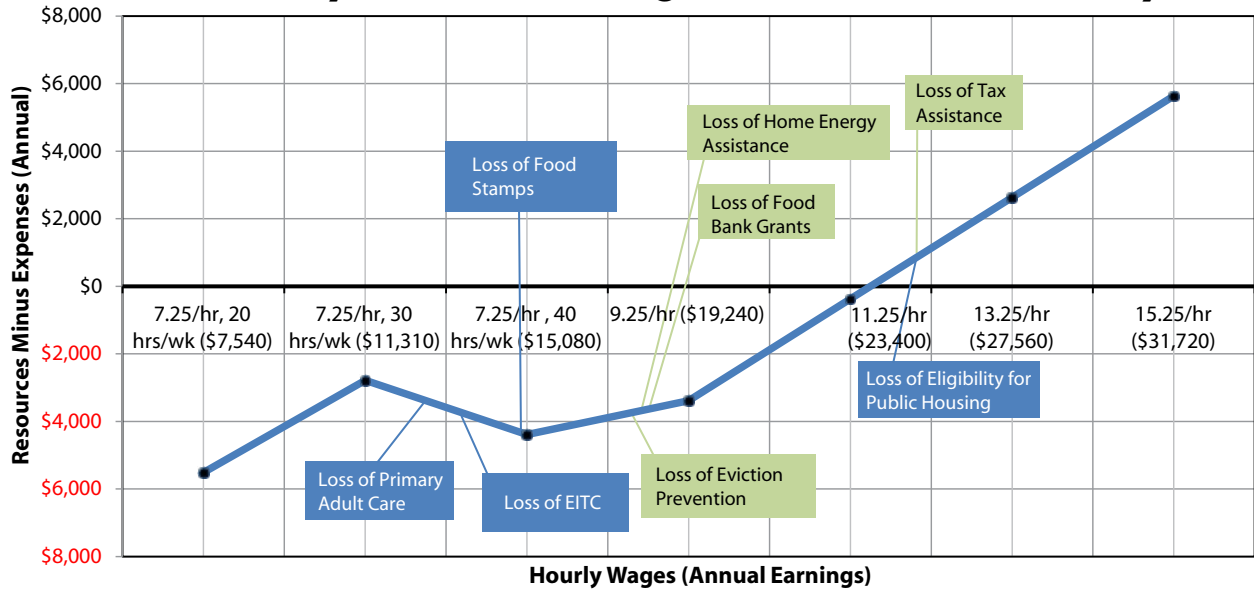 $8,000
$6,000
$4,000
$2,000
$0
$2,000
$4,000
$6,000
$8,000
Resources Minus Expenses (Annual)
Loss of Food
Stamps
Loss of Home Energy
Assistance
Loss of Food
Bank Grants
Loss of Tax
Assistance
7.25/hr, 20
hrs/wk ($7,540)
7.25/hr, 30
hrs/wk ($11,310)
7.25/hr , 40
hrs/wk ($15,080)
9.25/hr ($19,240)
11.25/hr
($23,400)
13.25/hr
($27,560)
15.25/hr
($31,720)
Loss of Eligibility for
Public Housing
Loss of Primary
Adult Care
Loss of EITC
Loss of Eviction
Prevention
Hourly Wages (Annual Earnings)